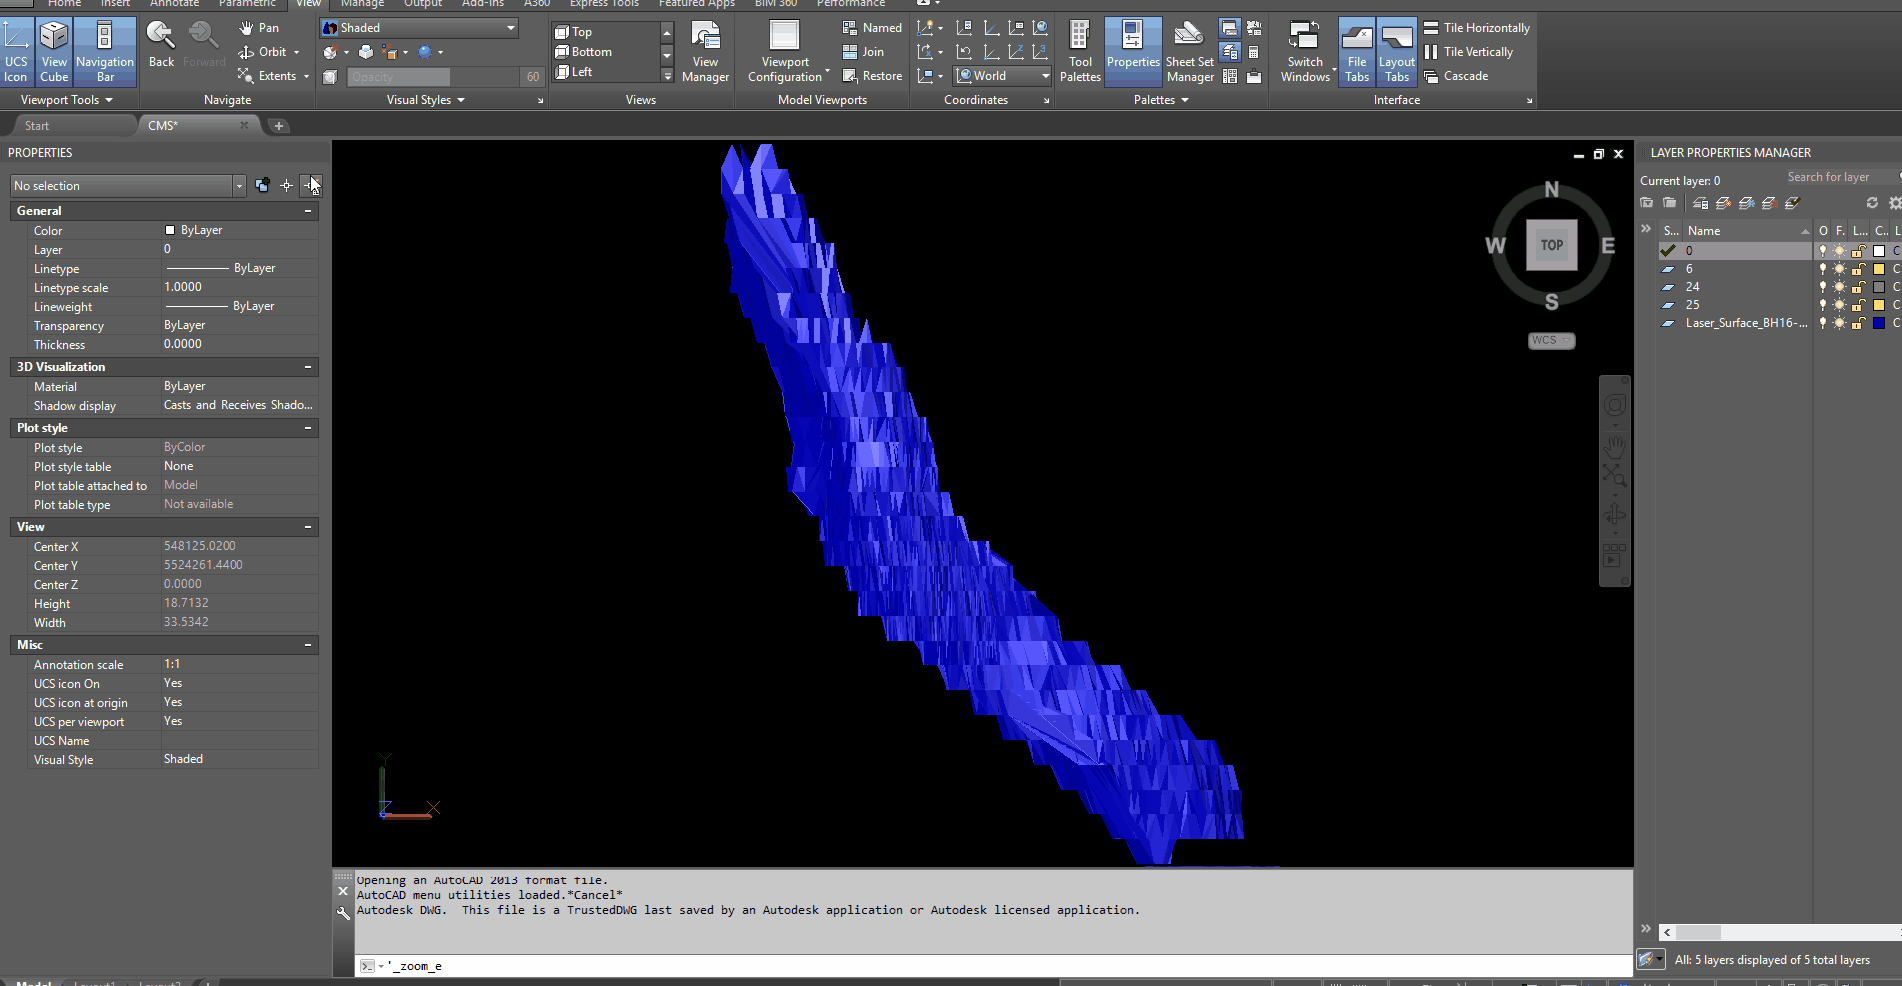 Home Insert Annotate Parametric View Manage Output Add-ins A360 Express Tools Featured Apps BIM 360 Performance
UCS Icon
View Cube
Navigation Bar
Viewport Tools
Back
Forward
Pan
Orbit
Extents
Navigate
Shaded
Opacity 60
Visual Styles
Top
Bottom
Left
View Manager
Views
Viewport Configuration
Named
Join
Restore
Model Viewports
World
Coordinates
Tool Palettes
Properties
Sheet Set Manager
Palettes
Switch Windows
File Tabs
Layout Tabs
Tile Horizontally
Tile Vertically
Cascade
Interface
Start
CMS*
PROPERTIES
No selection
General
Color ByLayer
Layer 0
Linetype ByLayer
Linetype scale 1.0000
Lineweight ByLayer
Transparency ByLayer
Thickness 0.0000
3D Visualization
Material ByLayer
Shadow display Casts and Receives Shado...
Plot style
Plot style ByColor
Plot style table None
Plot table attached to Model
Plot table type Not available
View
Center X 548125.0200
Center Y 5524261.4400
Center Z 0.0000
Height 18.7132
Width 33.5342
Misc
Annotation scale 1:1
UCS icon On Yes
UCS icon at origin Yes
UCS per viewport Yes
UCS Name
Visual Style Shaded
Y
Z
X
N
W TOP E
S
WCS
LAYER PROPERTIES MANAGER
Current layer: 0
Search for layer
S... Name O F. L... C.. L
0 C
6 C
24 C
25 C
Laser_Surface_BH16-... C
All: 5 layers displayed of 5 total layers
Opening an AutoCAD 2013 format file.
AutoCAD menu utilities loaded.*Cancel*
Autodesk DWG.  This file is a TrustedDWG last saved by an Autodesk application or Autodesk licensed application.
'_zoom_e
Model Layout1 Layout2